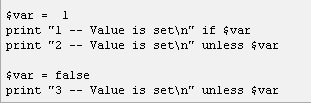 $var =  1
print "1 -- Value is set\n" if $var
print "2 -- Value is set\n" unless $var

$var = false
print "3 -- Value is set\n" unless $var